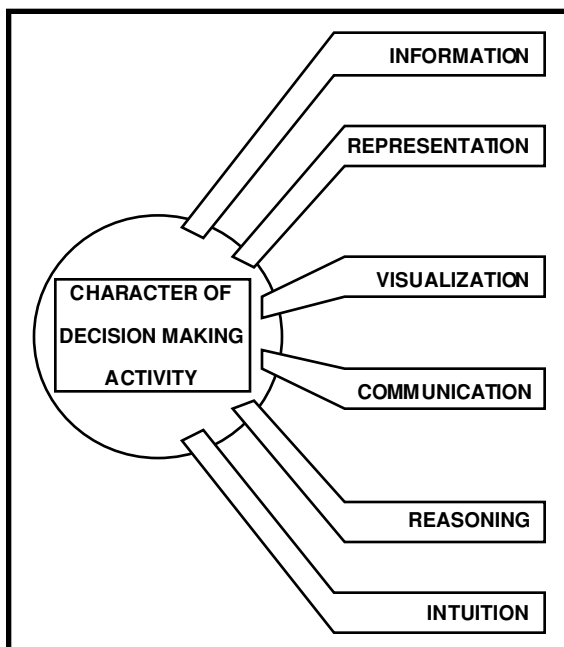 INFORMATION
REPRESENTATION
VISUALIZATION
CHARACTER OF
DECISION MAKING
ACTIVITY
COMMUNICATION
REASONING
INTUITION